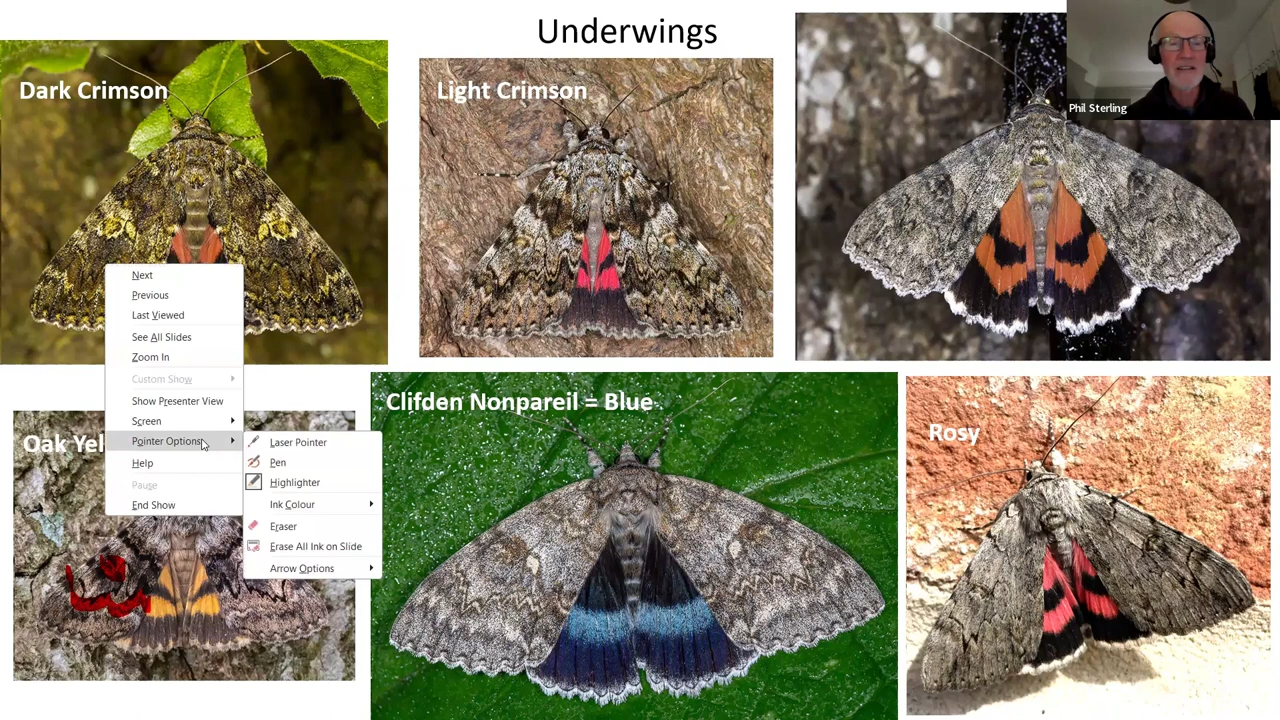 Underwings
Dark Crimson
Light Crimson
Phil Sterling
Next
Previous
Last Viewed
See All Slides
Zoom In
Custom Show
Show Presenter View
Screen
Pointer Options
Help
Pause
End Show
Laser Pointer
Pen
Highlighter
Ink Colour
Eraser
Erase All Ink on Slide
Arrow Options
Oak Yel
Clifden Nonpareil = Blue
Rosy